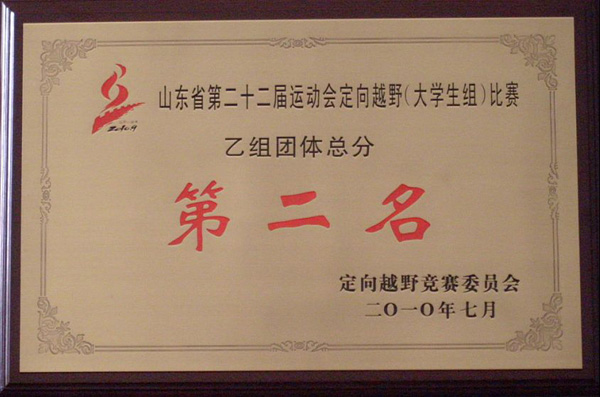 山东省第二十二届运动会定向越野(大学生组)比赛
乙组团体总分
第二名
定向越野竞赛委员会
二〇一〇年七月